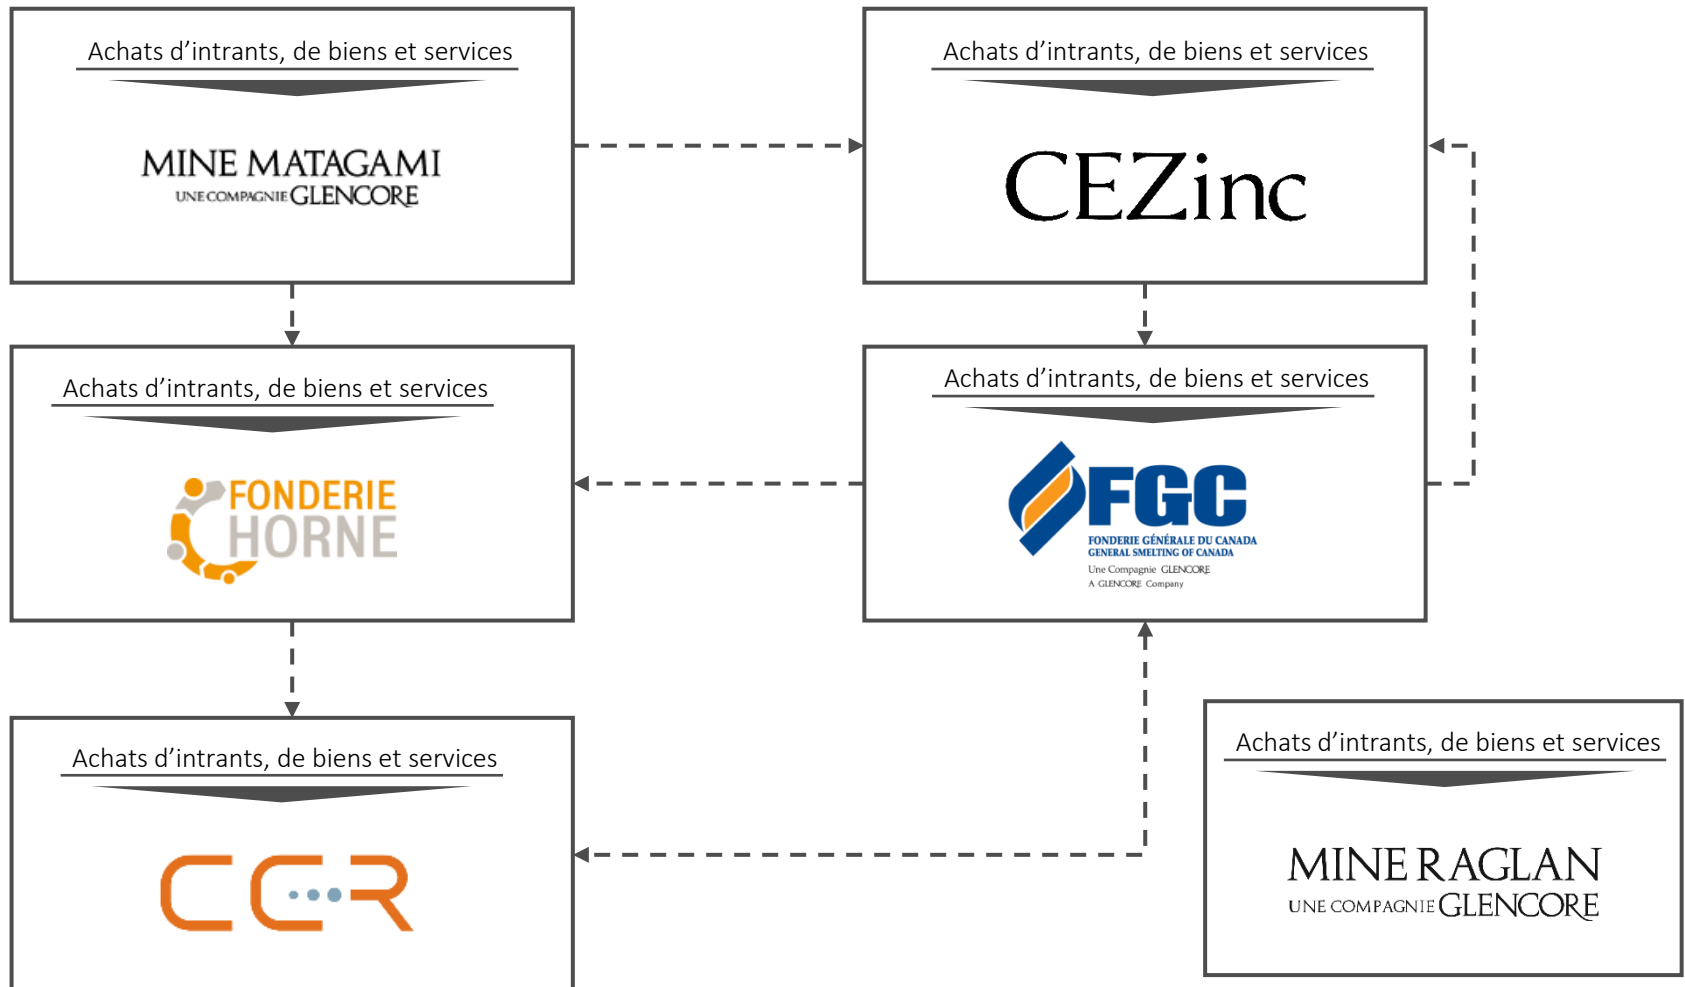 Achats d’intrants, de biens et services
MINE MATAGAMI
UNE COMPAGNIE GLENCORE
Achats d’intrants, de biens et services
CEZinc
Achats d’intrants, de biens et services
FONDERIE
HORNE
Achats d’intrants, de biens et services
FGC
FONDERIE GÉNÉRALE DU CANADA
GENERAL SMELTING OF CANADA
Une Compagnie GLENCORE
A GLENCORE Company
Achats d’intrants, de biens et services
CCR
Achats d’intrants, de biens et services
MINE RAGLAN
UNE COMPAGNIE GLENCORE